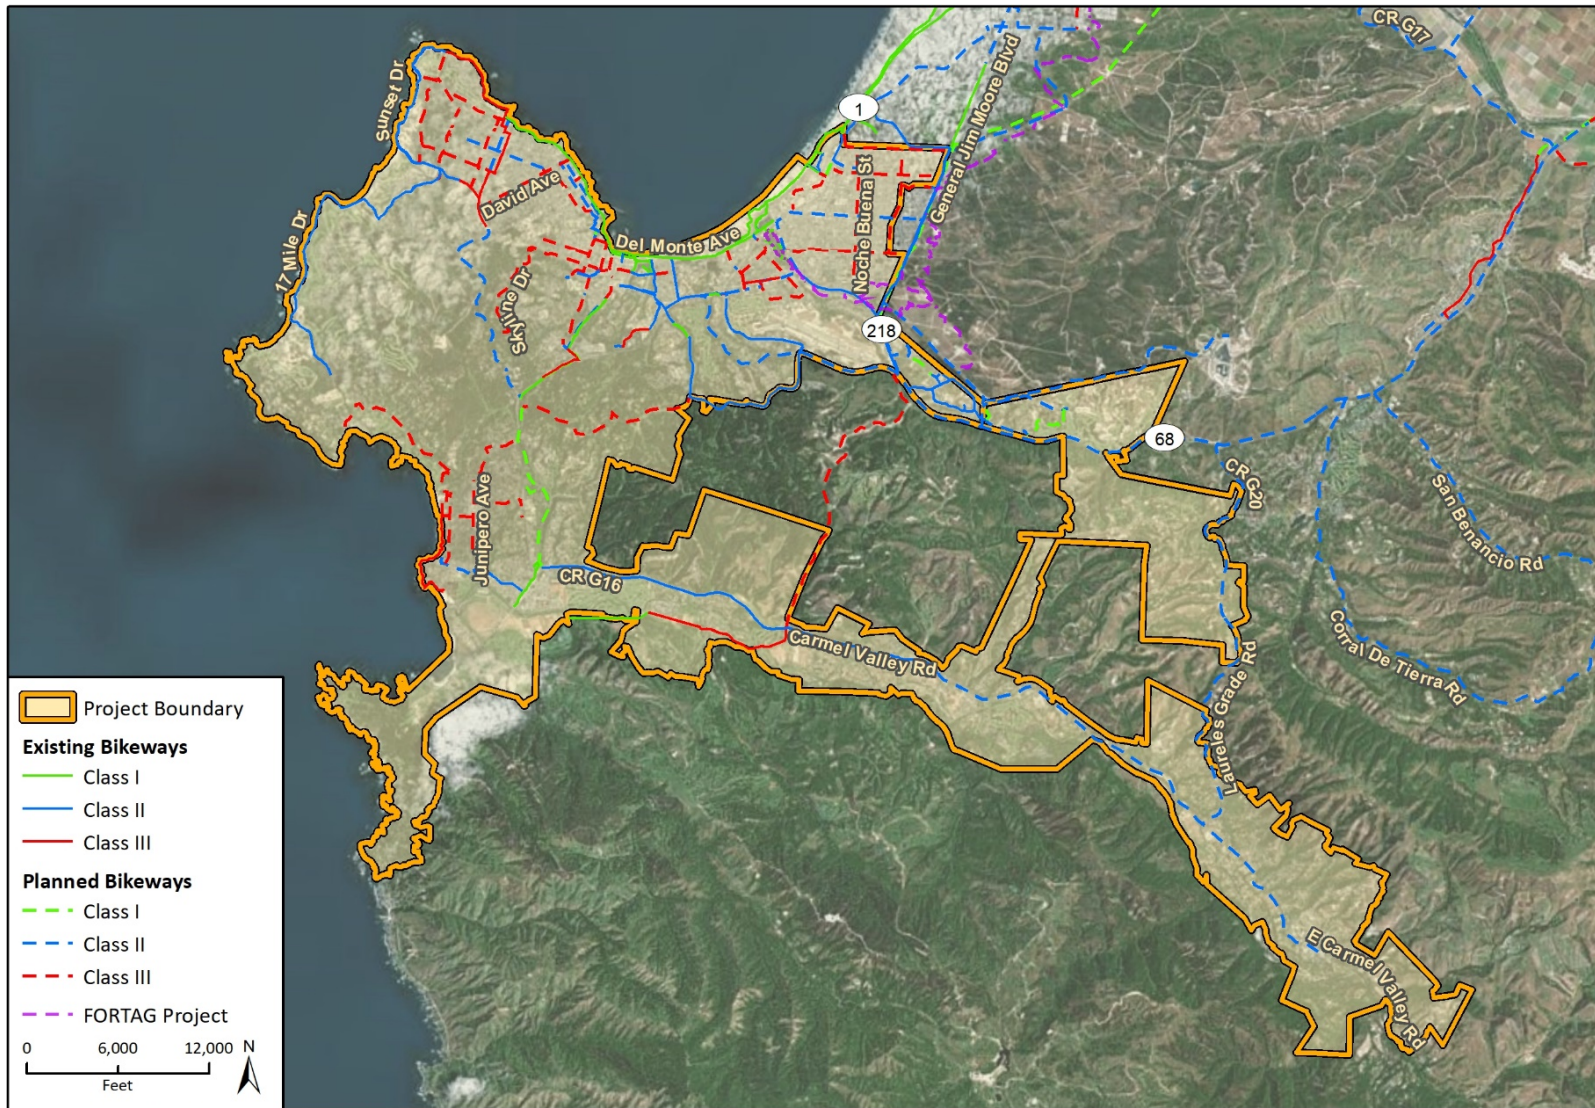 CR G17
Sunset Dr
General Jim Moore Blvd
1
David Ave
Noche Buena St
17 Mile Dr
Del Monte Ave
Skyline Dr
218
68
CR G20
San Benancio Rd
Junipero Ave
CR G16
Carmel Valley Rd
Corral De Tierra Rd
Laureles Grade Rd
E Carmel Valley Rd
Project Boundary
Existing Bikeways
Class I
Class II
Class III
Planned Bikeways
Class I
Class II
Class III
FORTAG Project
0 6,000 12,000
Feet
N